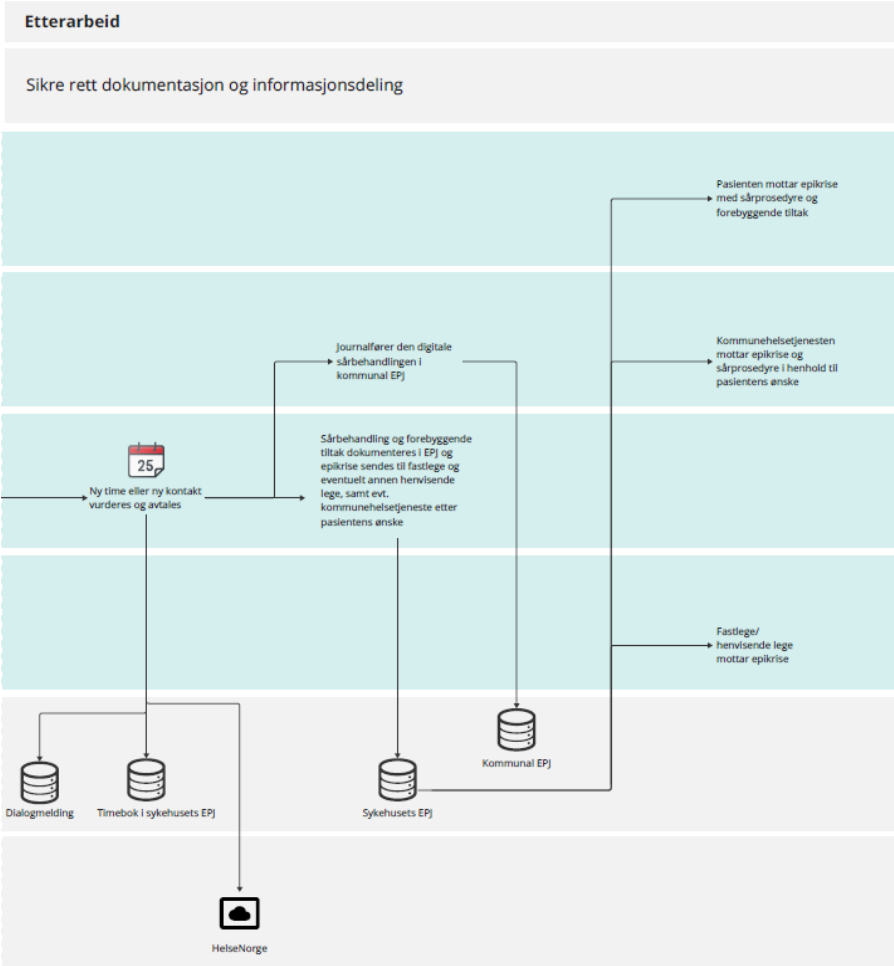 Etterarbeid
Sikre rett dokumentasjon og informasjonsdeling
Pasienten mottar epikrise
med sårprosedyre og
forebyggende tiltak
Journalfører den digitale
sårbehandlingen i
kommunal EPJ
Kommunehelsetjenesten
mottar epikrise og
sårprosedyre i henhold til
pasientens ønske
25
Ny time eller ny kontakt
vurderes og avtales
Sårbehandling og forebyggende
tiltak dokumenteres i EPJ og
epikrise sendes til fastlege og
eventuelt annen henvisende
lege, samt evt.
kommunehelsetjeneste etter
pasientens ønske
Fastlege/
henvisende lege
mottar epikrise
Dialogmelding
Timebok i sykehusets EPJ
Sykehusets EPJ
Kommunal EPJ
HelseNorge